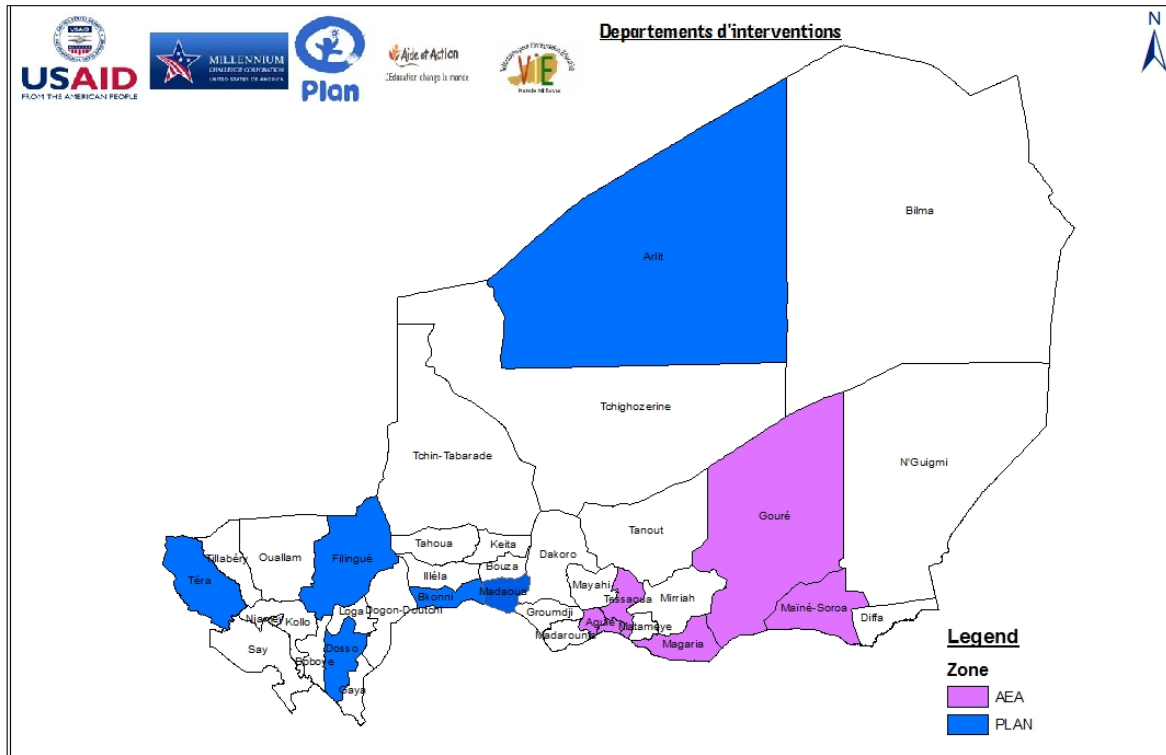 Departements d'interventions
N
USAID
FROM THE AMERICAN PEOPLE
MILLENNIUM
CHALLENGE CORPORATION
UNITED STATES OF AMERICA
Plan
Aide et Action
L'Education change le monde
ViE
Arlit
Bilma
Tchighozerine
Tchin-Tabarade
N'Guigmi
Gouré
Tanout
Tillabéry
Ouallam
Filingué
Tahoua
Keita
Dakoro
Téra
Illéla
Bouza
Mayahi
Mirriah
Bkonni
Madaoua
Tessaoua
Maïné-Soroa
Loga
Dogon-Doutchi
Groumdji
Aguié
Matameye
Diffa
Niamey
Kollo
Madarounfa
Magaria
Say
Dosso
Boboye
Gaya
Legend
Zone
AEA
PLAN